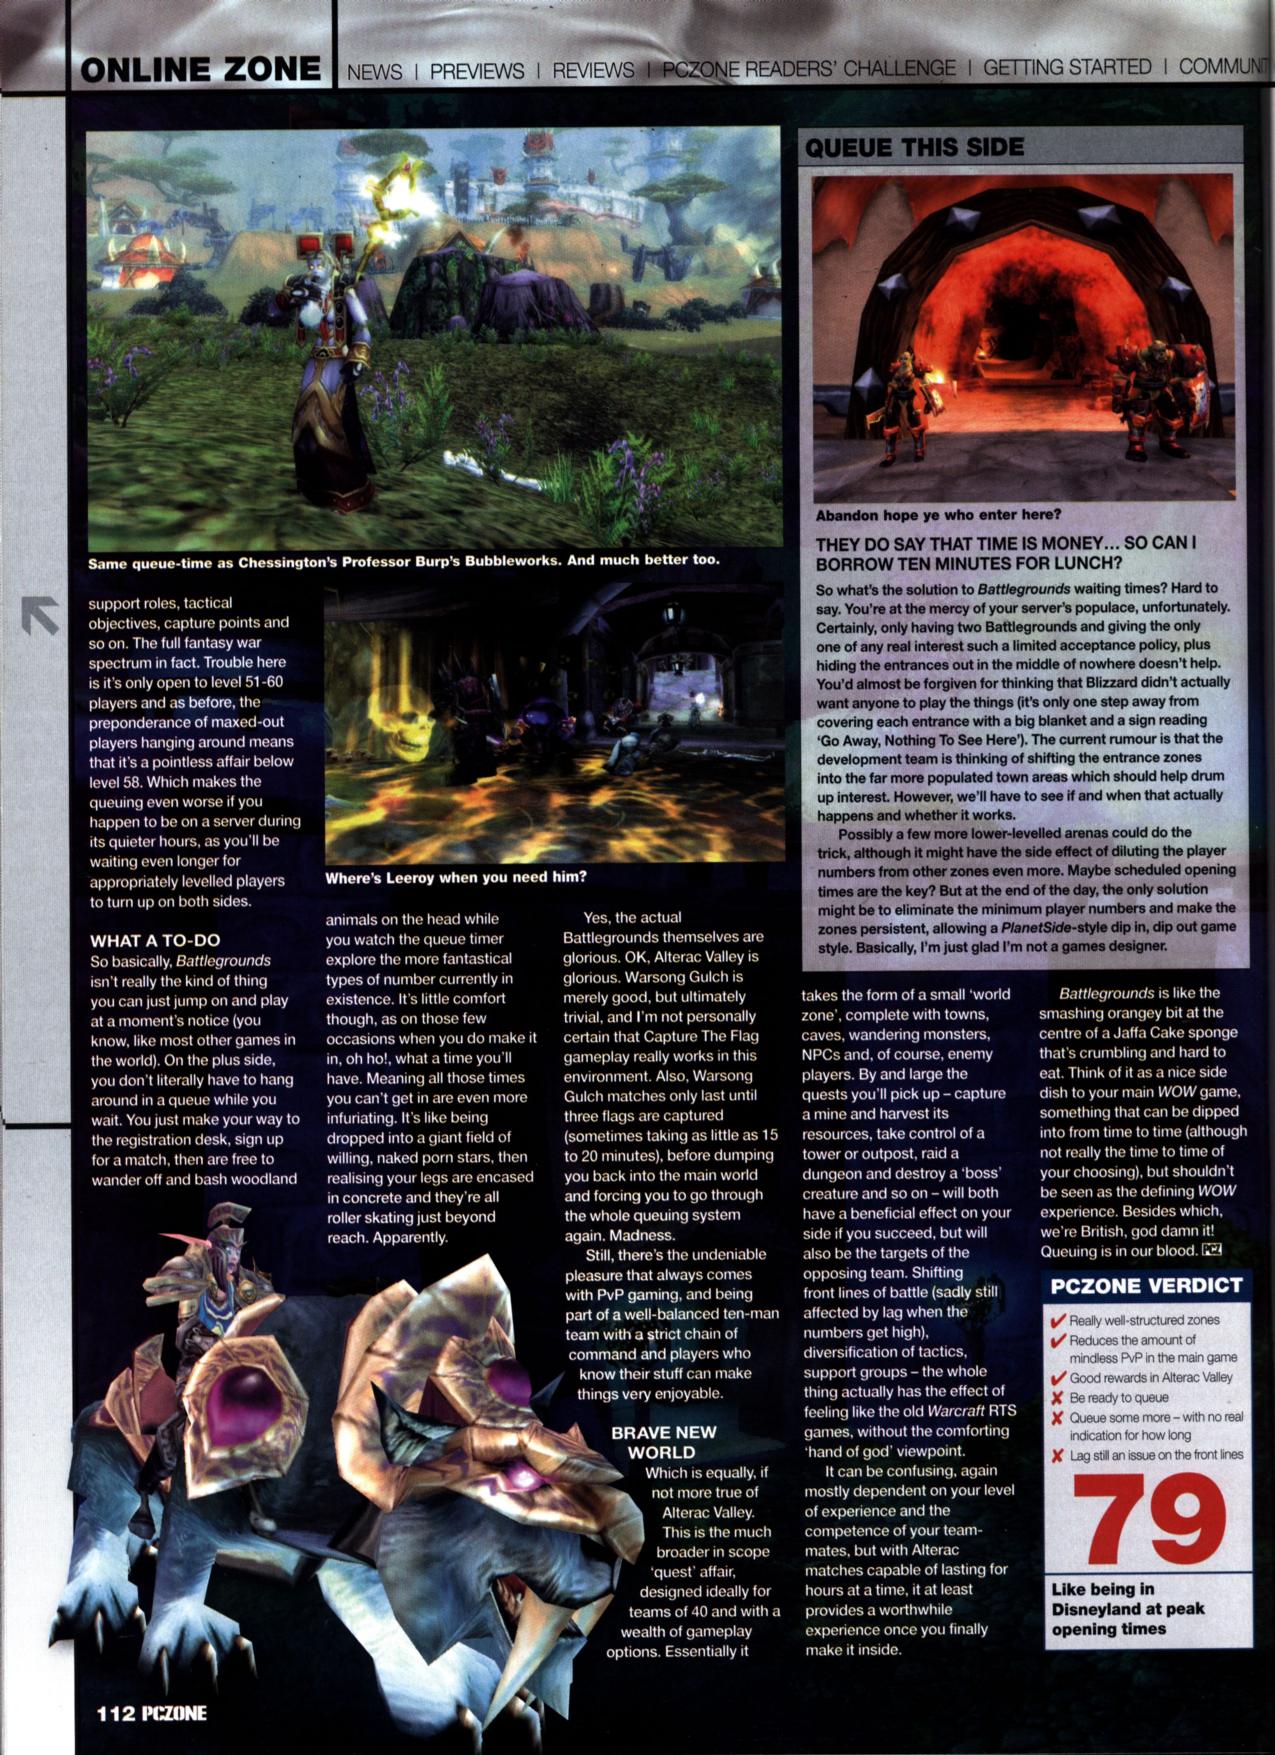 ONLINE ZONE
NEWS | PREVIEWS | REVIEWS | PCZONE READERS' CHALLENGE | GETTING STARTED | COMMUNI
Same queue-time as Chessington's Professor Burp's Bubbleworks. And much better too.
support roles, tactical
objectives, capture points and
so on. The full fantasy war
spectrum in fact. Trouble here
is it's only open to level 51-60
players and as before, the
preponderance of maxed-out
players hanging around means
that it's a pointless affair below
level 58. Which makes the
queuing even worse if you
happen to be on a server during
its quieter hours, as you'll be
waiting even longer for
appropriately levelled players
to turn up on both sides.
WHAT A TO-DO
So basically, Battlegrounds
isn't really the kind of thing
you can just jump on and play
at a moment's notice (you
know, like most other games in
the world). On the plus side,
you don't literally have to hang
around in a queue while you
wait. You just make your way to
the registration desk, sign up
for a match, then are free to
wander off and bash woodland
Where's Leeroy when you need him?
animals on the head while
you watch the queue timer
explore the more fantastical
types of number currently in
existence. It's little comfort
though, as on those few
occasions when you do make it
in, oh ho!, what a time you'll
have. Meaning all those times
you can't get in are even more
infuriating. It's like being
dropped into a giant field of
willing, naked porn stars, then
realising your legs are encased
in concrete and they're all
roller skating just beyond
reach. Apparently.
Yes, the actual
Battlegrounds themselves are
glorious. OK, Alterac Valley is
glorious. Warsong Gulch is
merely good, but ultimately
trivial, and I'm not personally
certain that Capture The Flag
gameplay really works in this
environment. Also, Warsong
Gulch matches only last until
three flags are captured
(sometimes taking as little as 15
to 20 minutes), before dumping
you back into the main world
and forcing you to go through
the whole queuing system
again. Madness.
Still, there's the undeniable
pleasure that always comes
with PvP gaming, and being
part of a well-balanced ten-man
team with a strict chain of
command and players who
know their stuff can make
things very enjoyable.
BRAVE NEW
WORLD
Which is equally, if
not more true of
Alterac Valley.
This is the much
broader in scope
'quest' affair,
designed ideally for
teams of 40 and with a
wealth of gameplay
options. Essentially it
takes the form of a small 'world
zone', complete with towns,
caves, wandering monsters,
NPCs and, of course, enemy
players. By and large the
quests you'll pick up – capture
a mine and harvest its
resources, take control of a
tower or outpost, raid a
dungeon and destroy a 'boss'
creature and so on – will both
have a beneficial effect on your
side if you succeed, but will
also be the targets of the
opposing team. Shifting
front lines of battle (sadly still
affected by lag when the
numbers get high),
diversification of tactics,
support groups – the whole
thing actually has the effect of
feeling like the old Warcraft RTS
games, without the comforting
'hand of god' viewpoint.
It can be confusing, again
mostly dependent on your level
of experience and the
competence of your team-
mates, but with Alterac
matches capable of lasting for
hours at a time, it at least
provides a worthwhile
experience once you finally
make it inside.
Battlegrounds is like the
smashing orangey bit at the
centre of a Jaffa Cake sponge
that's crumbling and hard to
eat. Think of it as a nice side
dish to your main WOW game,
something that can be dipped
into from time to time (although
not really the time to time of
your choosing), but shouldn't
be seen as the defining WOW
experience. Besides which,
we're British, god damn it!
Queuing is in our blood. PCZ
QUEUE THIS SIDE
Abandon hope ye who enter here?
THEY DO SAY THAT TIME IS MONEY... SO CAN I
BORROW TEN MINUTES FOR LUNCH?
So what's the solution to Battlegrounds waiting times? Hard to
say. You're at the mercy of your server's populace, unfortunately.
Certainly, only having two Battlegrounds and giving the only
one of any real interest such a limited acceptance policy, plus
hiding the entrances out in the middle of nowhere doesn't help.
You'd almost be forgiven for thinking that Blizzard didn't actually
want anyone to play the things (it's only one step away from
covering each entrance with a big blanket and a sign reading
'Go Away, Nothing To See Here'). The current rumour is that the
development team is thinking of shifting the entrance zones
into the far more populated town areas which should help drum
up interest. However, we'll have to see if and when that actually
happens and whether it works.
Possibly a few more lower-levelled arenas could do the
trick, although it might have the side effect of diluting the player
numbers from other zones even more. Maybe scheduled opening
times are the key? But at the end of the day, the only solution
might be to eliminate the minimum player numbers and make the
zones persistent, allowing a PlanetSide-style dip in, dip out game
style. Basically, I'm just glad I'm not a games designer.
PCZONE VERDICT
✔ Really well-structured zones
✔ Reduces the amount of
mindless PvP in the main game
✔ Good rewards in Alterac Valley
✘ Be ready to queue
✘ Queue some more – with no real
indication for how long
✘ Lag still an issue on the front lines
79
Like being in
Disneyland at peak
opening times
112 PCZONE